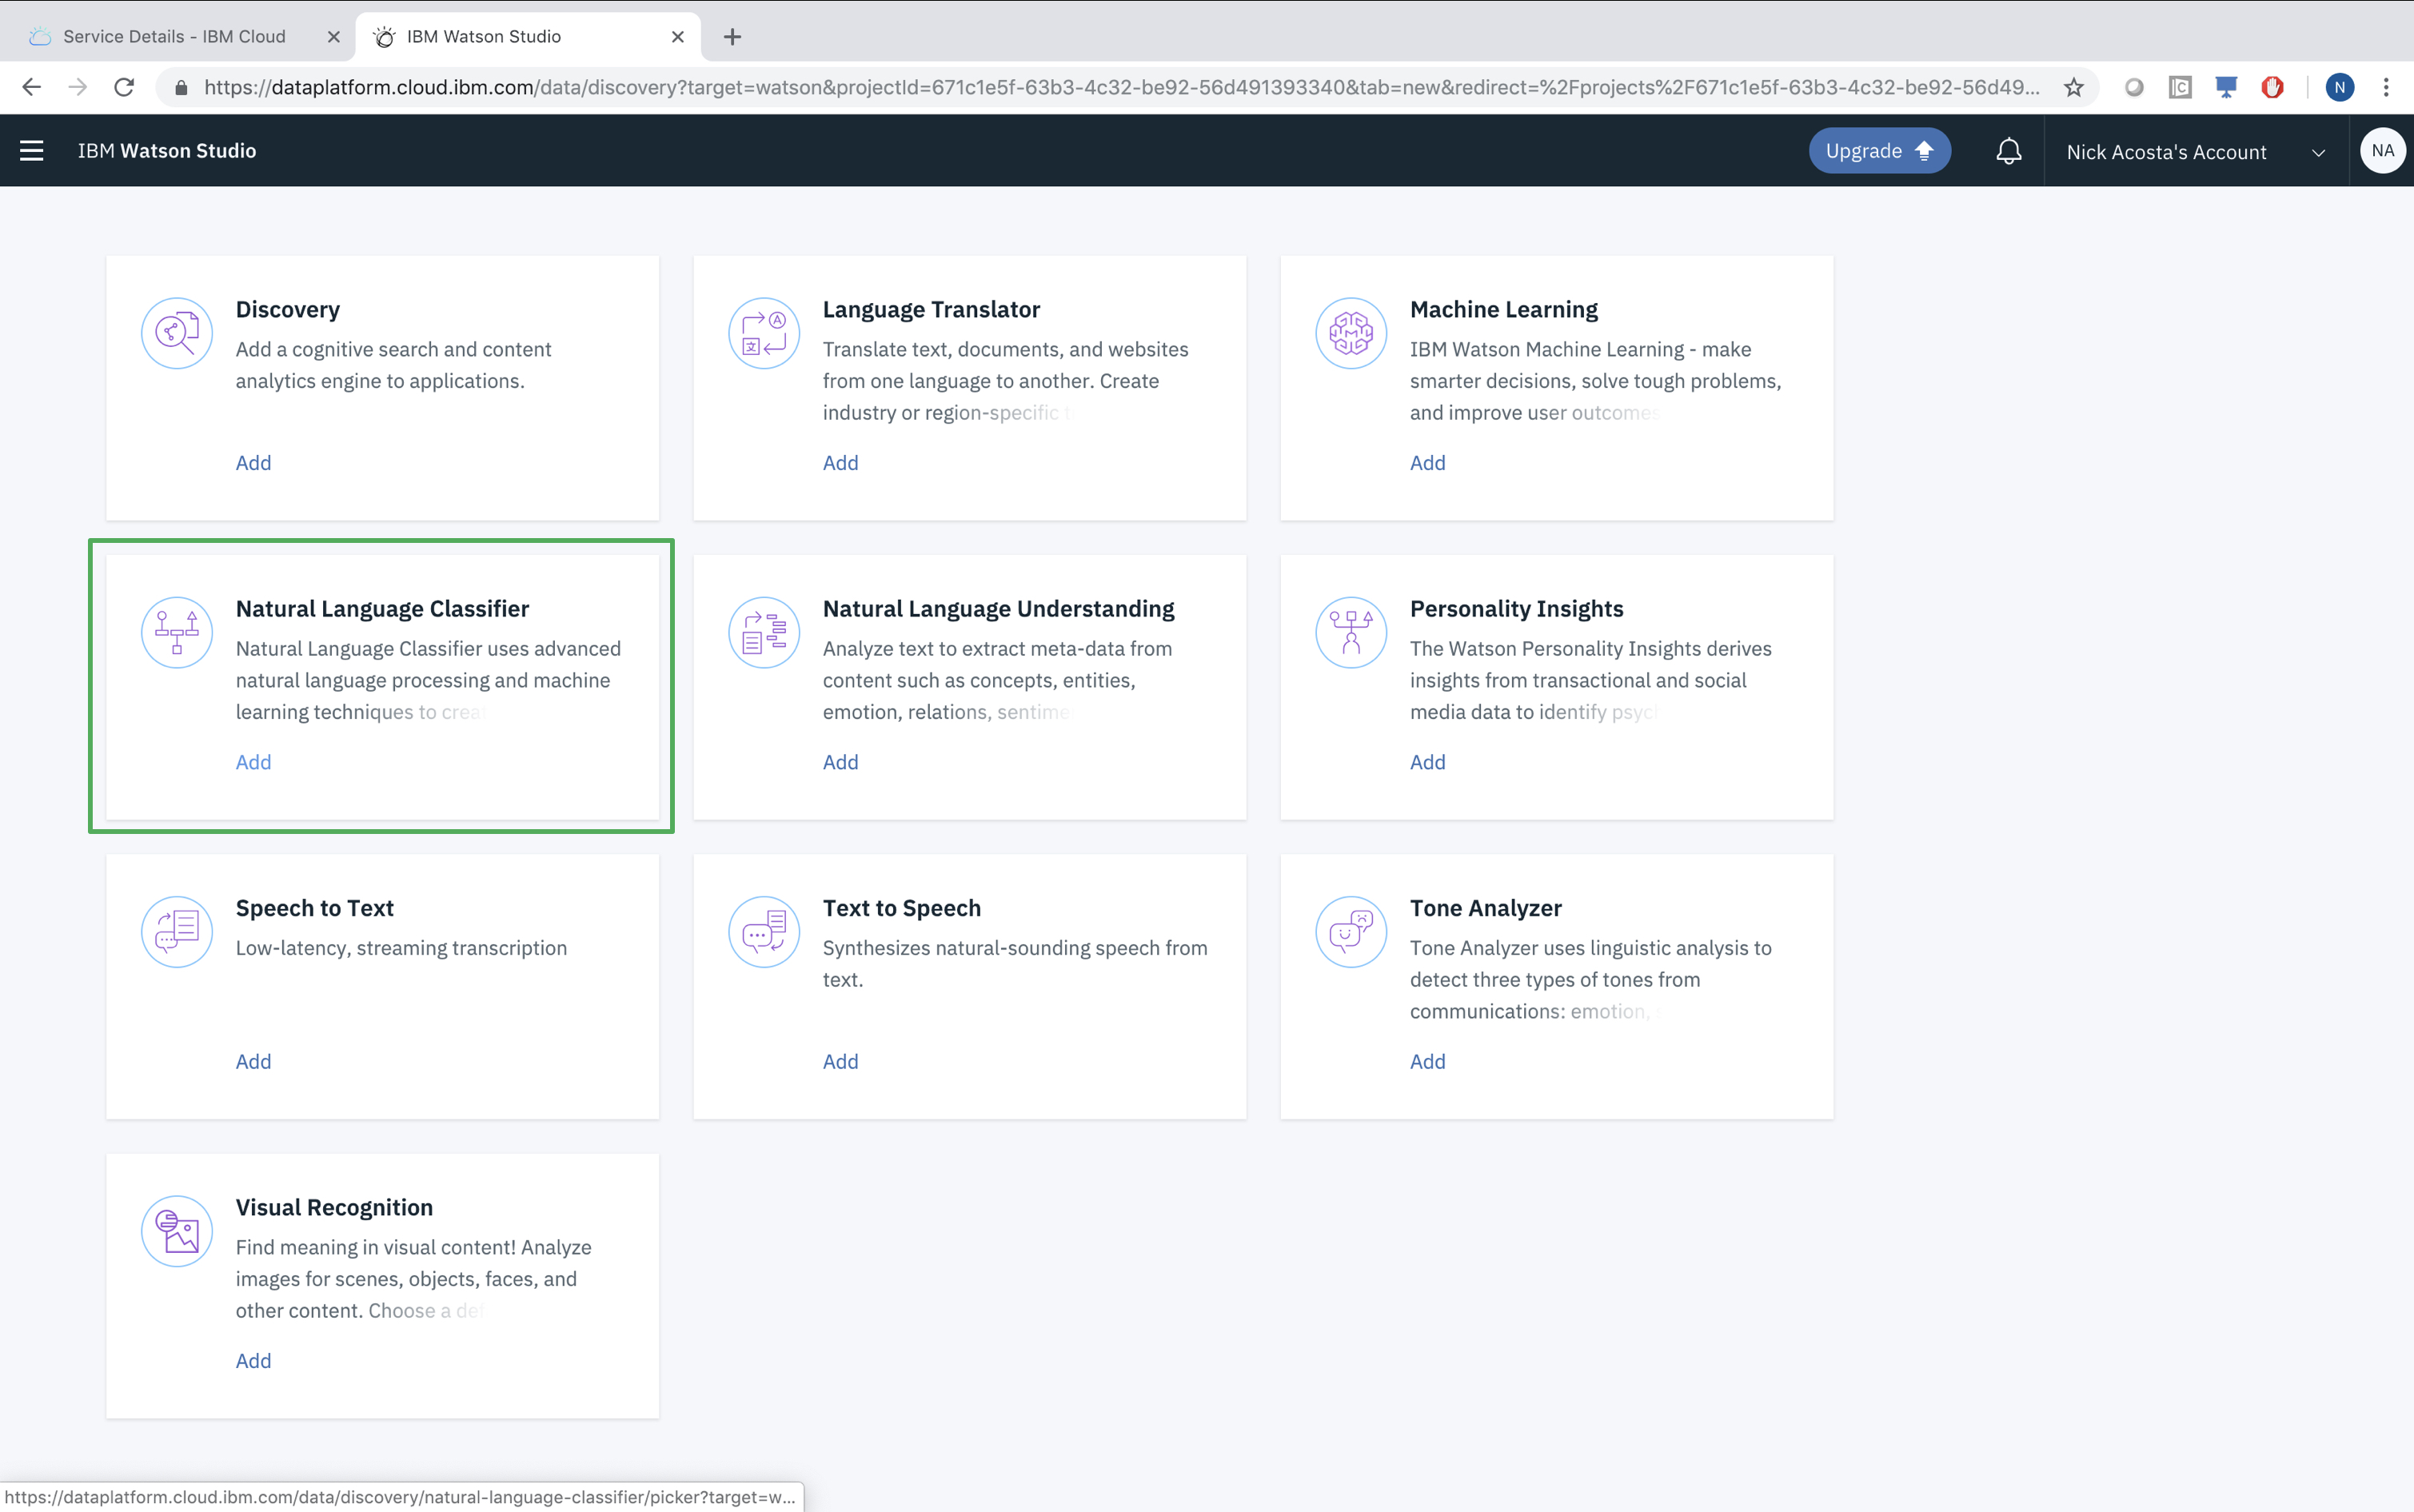 Service Details - IBM Cloud
IBM Watson Studio
https://dataplatform.cloud.ibm.com/data/discovery?target=watson&projectId=671c1e5f-63b3-4c32-be92-56d491393340&tab=new&redirect=%2Fprojects%2F671c1e5f-63b3-4c32-be92-56d49...
N
IBM Watson Studio
Upgrade
Nick Acosta's Account
NA
Discovery
Add a cognitive search and content
analytics engine to applications.
Add
Language Translator
Translate text, documents, and websites
from one language to another. Create
industry or region-specific
Add
Machine Learning
IBM Watson Machine Learning - make
smarter decisions, solve tough problems,
and improve user outcomes
Add
Natural Language Classifier
Natural Language Classifier uses advanced
natural language processing and machine
learning techniques to crea
Add
Natural Language Understanding
Analyze text to extract meta-data from
content such as concepts, entities,
emotion, relations, sentime
Add
Personality Insights
The Watson Personality Insights derives
insights from transactional and social
media data to identify psyc
Add
Speech to Text
Low-latency, streaming transcription
Add
Text to Speech
Synthesizes natural-sounding speech from
text.
Add
Tone Analyzer
Tone Analyzer uses linguistic analysis to
detect three types of tones from
communications: emotion,
Add
Visual Recognition
Find meaning in visual content! Analyze
images for scenes, objects, faces, and
other content. Choose a def
Add
https://dataplatform.cloud.ibm.com/data/discovery/natural-language-classifier/picker?target=w...